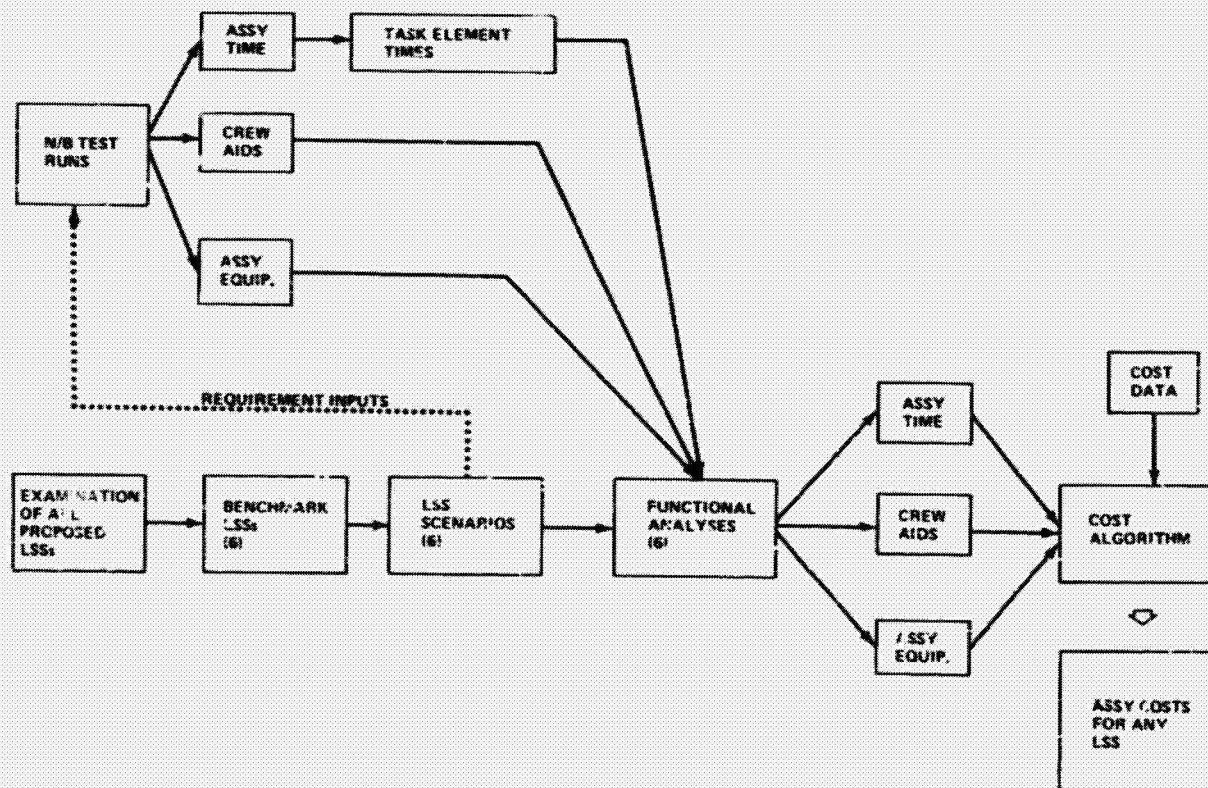 ASSY
TIME
TASK ELEMENT
TIMES
N/B TEST
RUNS
CREW
AIDS
ASSY
EQUIP.
REQUIREMENT INPUTS
EXAMINATION
OF ALL
PROPOSED
LSSs
BENCHMARK
LSSs
(6)
LSS
SCENARIOS
(6)
FUNCTIONAL
ANALYSES
(6)
ASSY
TIME
CREW
AIDS
ASSY
EQUIP.
COST
DATA
COST
ALGORITHM
ASSY COSTS
FOR ANY
LSS